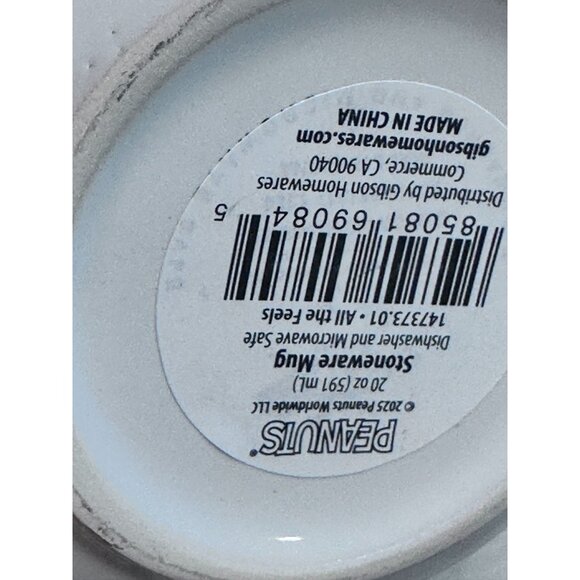 PEANUTS®
© 2025 Peanuts Worldwide LLC
20 oz (591 mL)
Stoneware Mug
Dishwasher and Microwave Safe
147373.01 • All the Feels
85081 69084 5
Distributed by Gibson Homewares
Commerce, CA 90040
gibsonhomewares.com
MADE IN CHINA